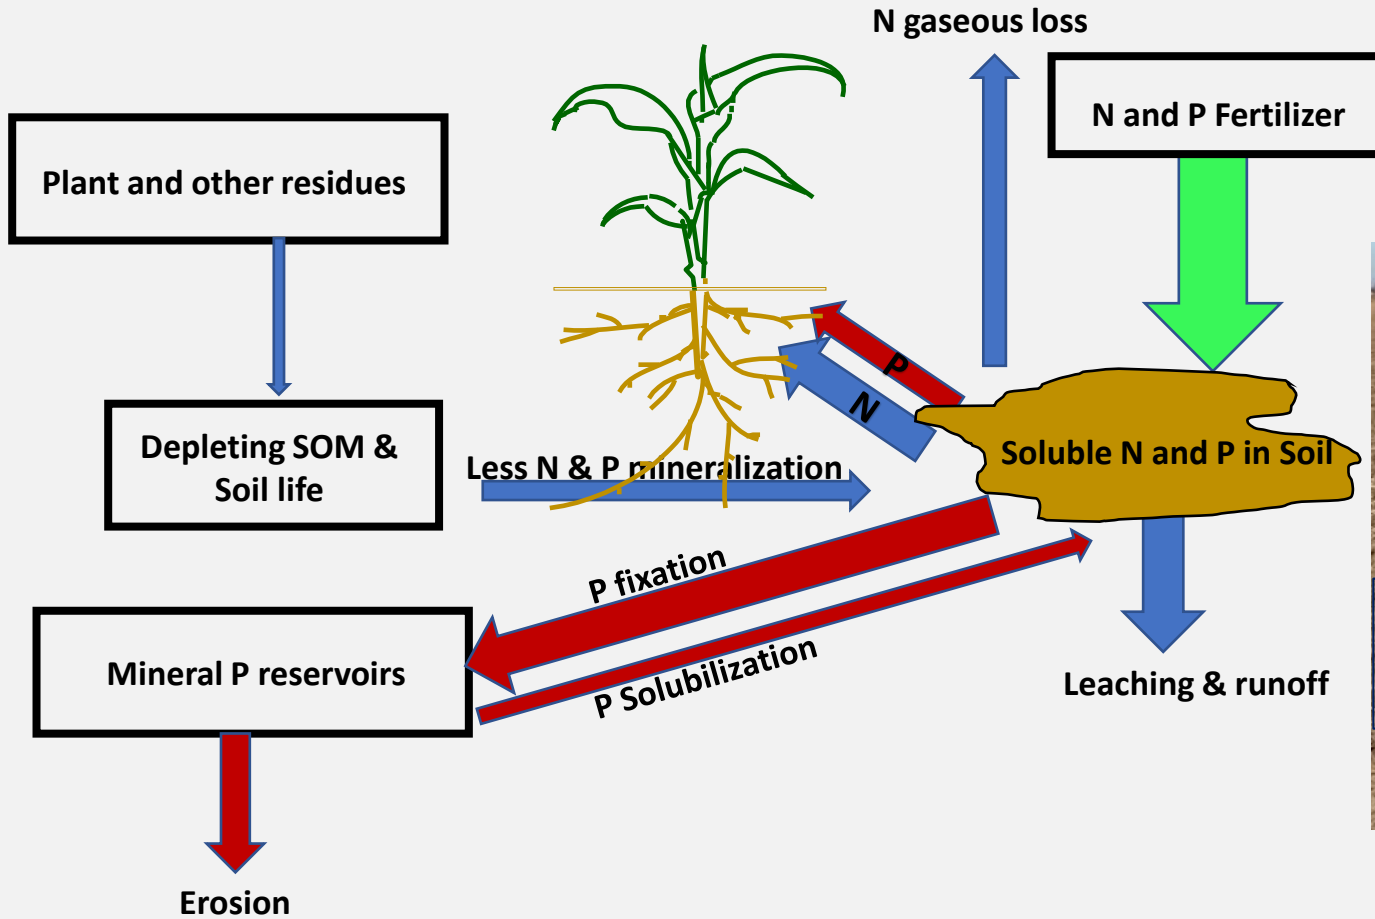 N gaseous loss
N and P Fertilizer
Plant and other residues
P
N
Depleting SOM &
Soil life
Less N & P mineralization
Soluble N and P in Soil
P fixation
P Solubilization
Mineral P reservoirs
Leaching & runoff
Erosion